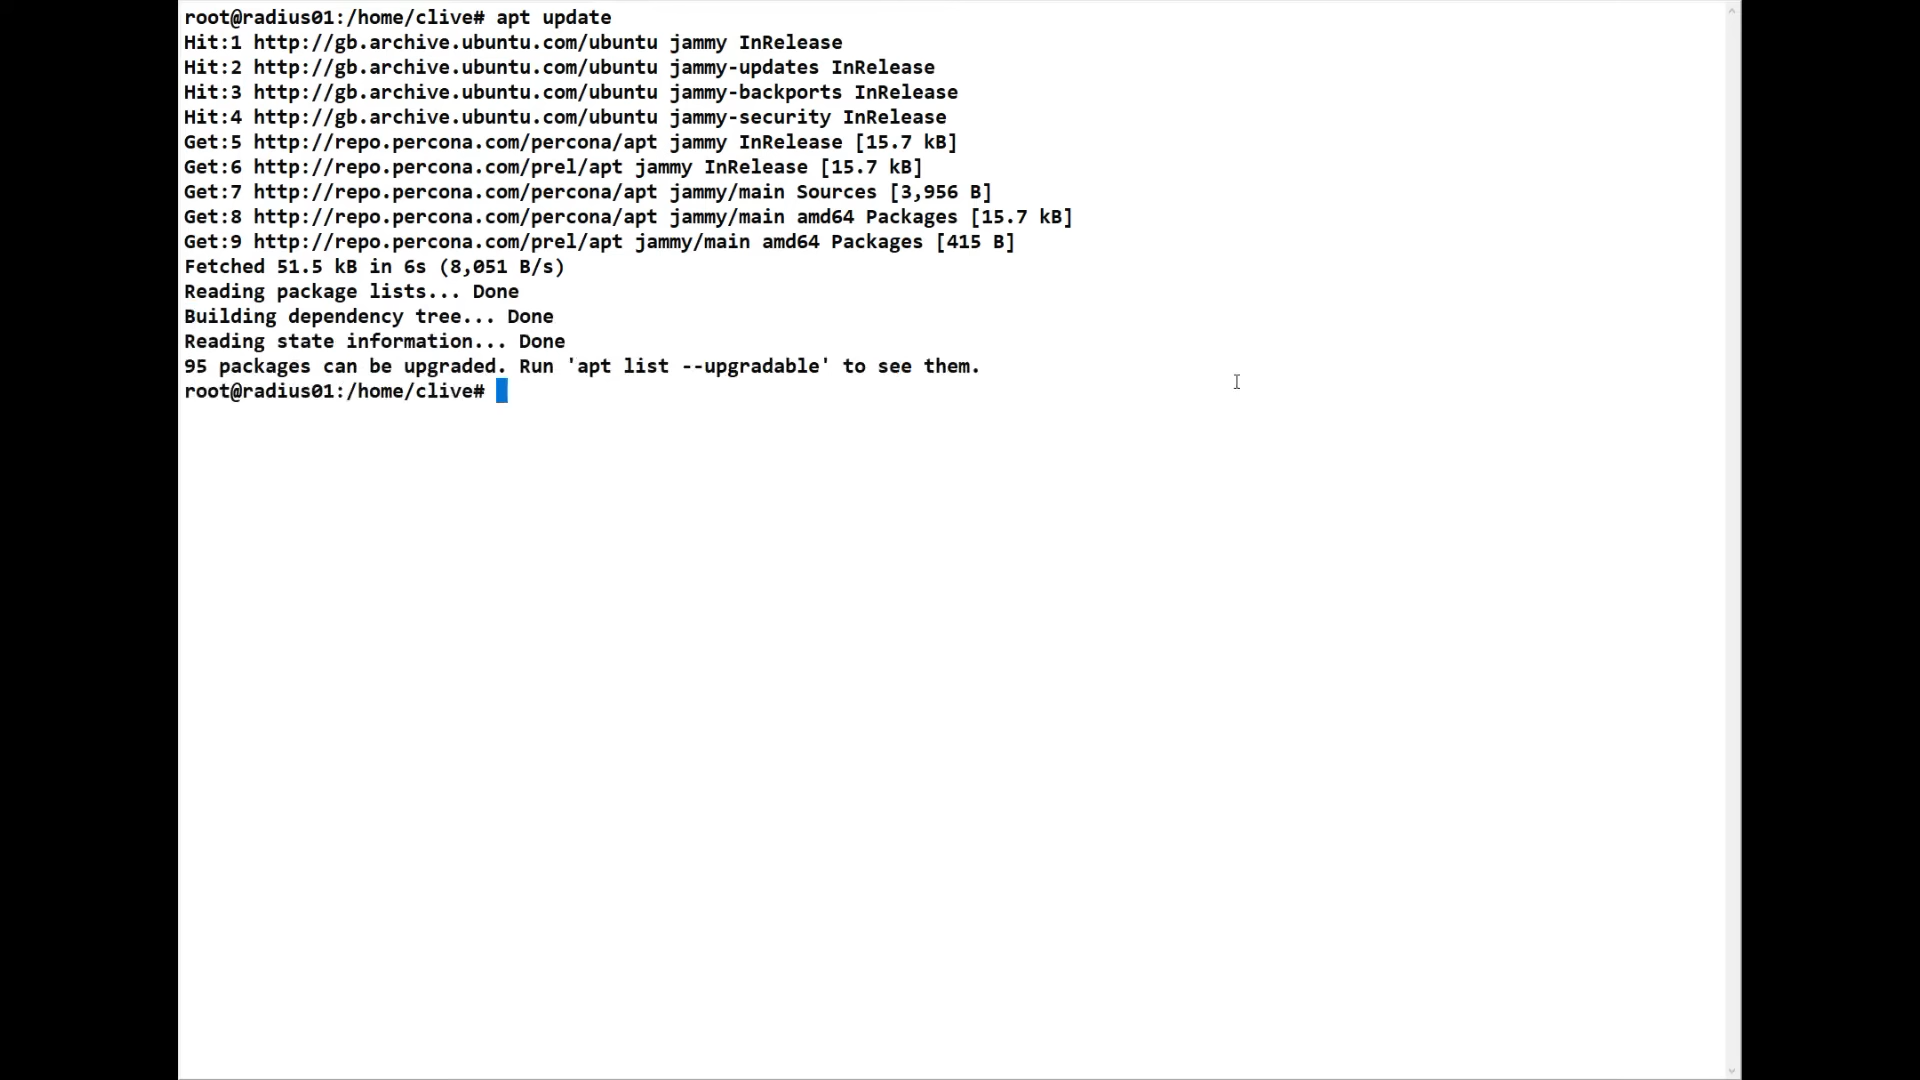 root@radius01:/home/clive# apt update
Hit:1 http://gb.archive.ubuntu.com/ubuntu jammy InRelease
Hit:2 http://gb.archive.ubuntu.com/ubuntu jammy-updates InRelease
Hit:3 http://gb.archive.ubuntu.com/ubuntu jammy-backports InRelease
Hit:4 http://gb.archive.ubuntu.com/ubuntu jammy-security InRelease
Get:5 http://repo.percona.com/percona/apt jammy InRelease [15.7 kB]
Get:6 http://repo.percona.com/prel/apt jammy InRelease [15.7 kB]
Get:7 http://repo.percona.com/percona/apt jammy/main Sources [3,956 B]
Get:8 http://repo.percona.com/percona/apt jammy/main amd64 Packages [15.7 kB]
Get:9 http://repo.percona.com/prel/apt jammy/main amd64 Packages [415 B]
Fetched 51.5 kB in 6s (8,051 B/s)
Reading package lists... Done
Building dependency tree... Done
Reading state information... Done
95 packages can be upgraded. Run 'apt list --upgradable' to see them.
root@radius01:/home/clive#